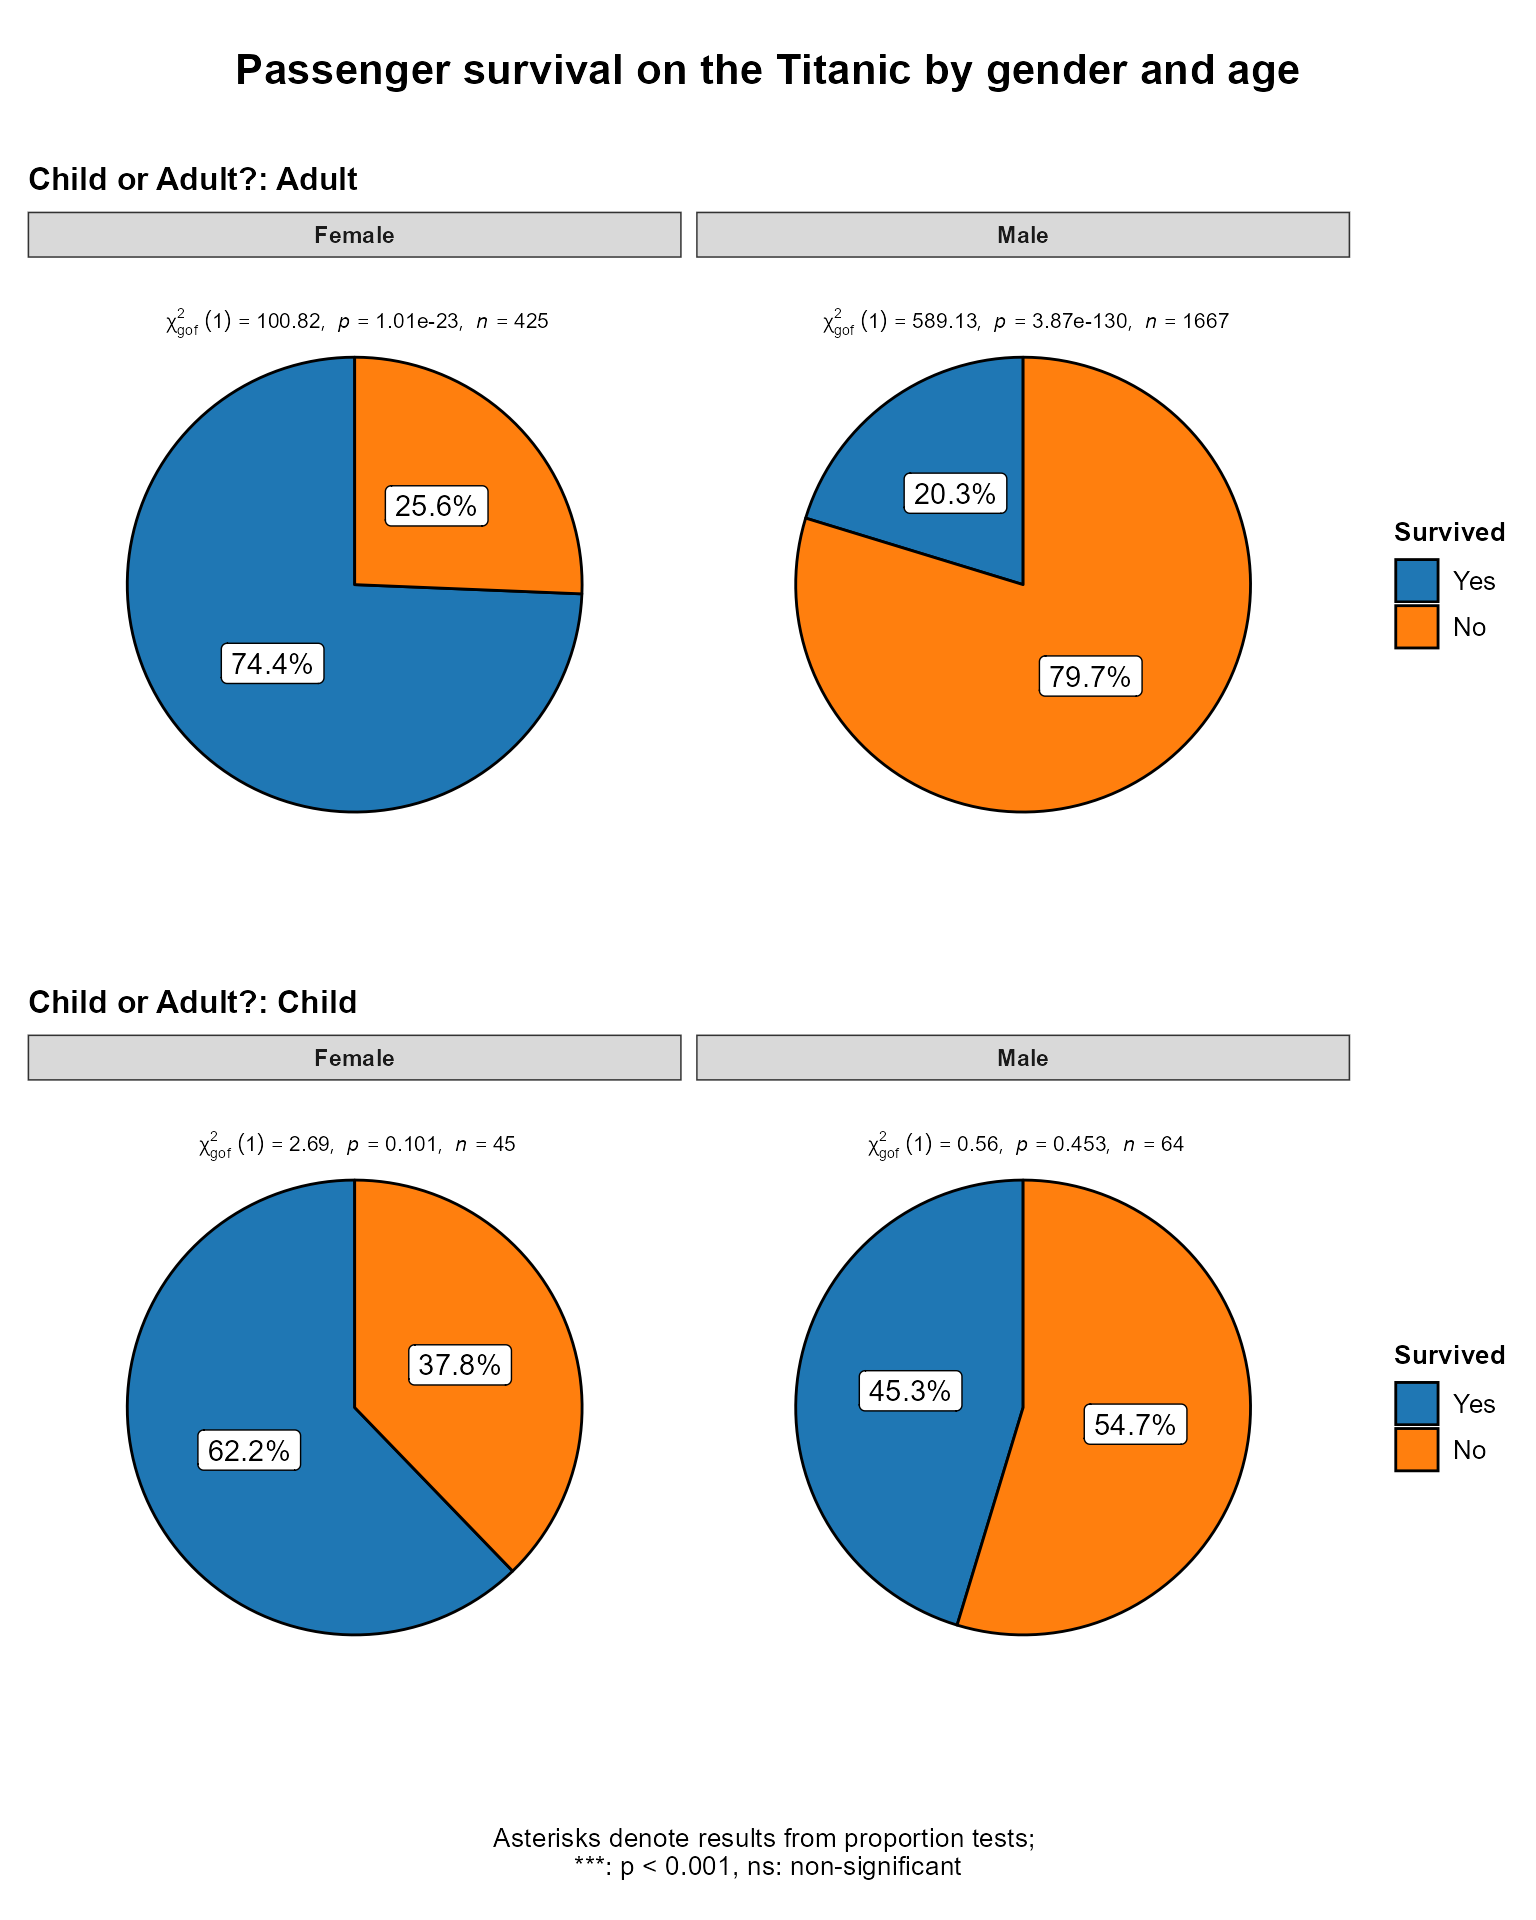 Passenger survival on the Titanic by gender and age
Child or Adult?: Adult
Female
Male
χ²gof (1) = 100.82, p = 1.01e-23, n = 425
χ²gof (1) = 589.13, p = 3.87e-130, n = 1667
25.6%
74.4%
20.3%
79.7%
Survived
Yes
No
Child or Adult?: Child
Female
Male
χ²gof (1) = 2.69, p = 0.101, n = 45
χ²gof (1) = 0.56, p = 0.453, n = 64
37.8%
62.2%
45.3%
54.7%
Survived
Yes
No
Asterisks denote results from proportion tests;
***: p < 0.001, ns: non-significant